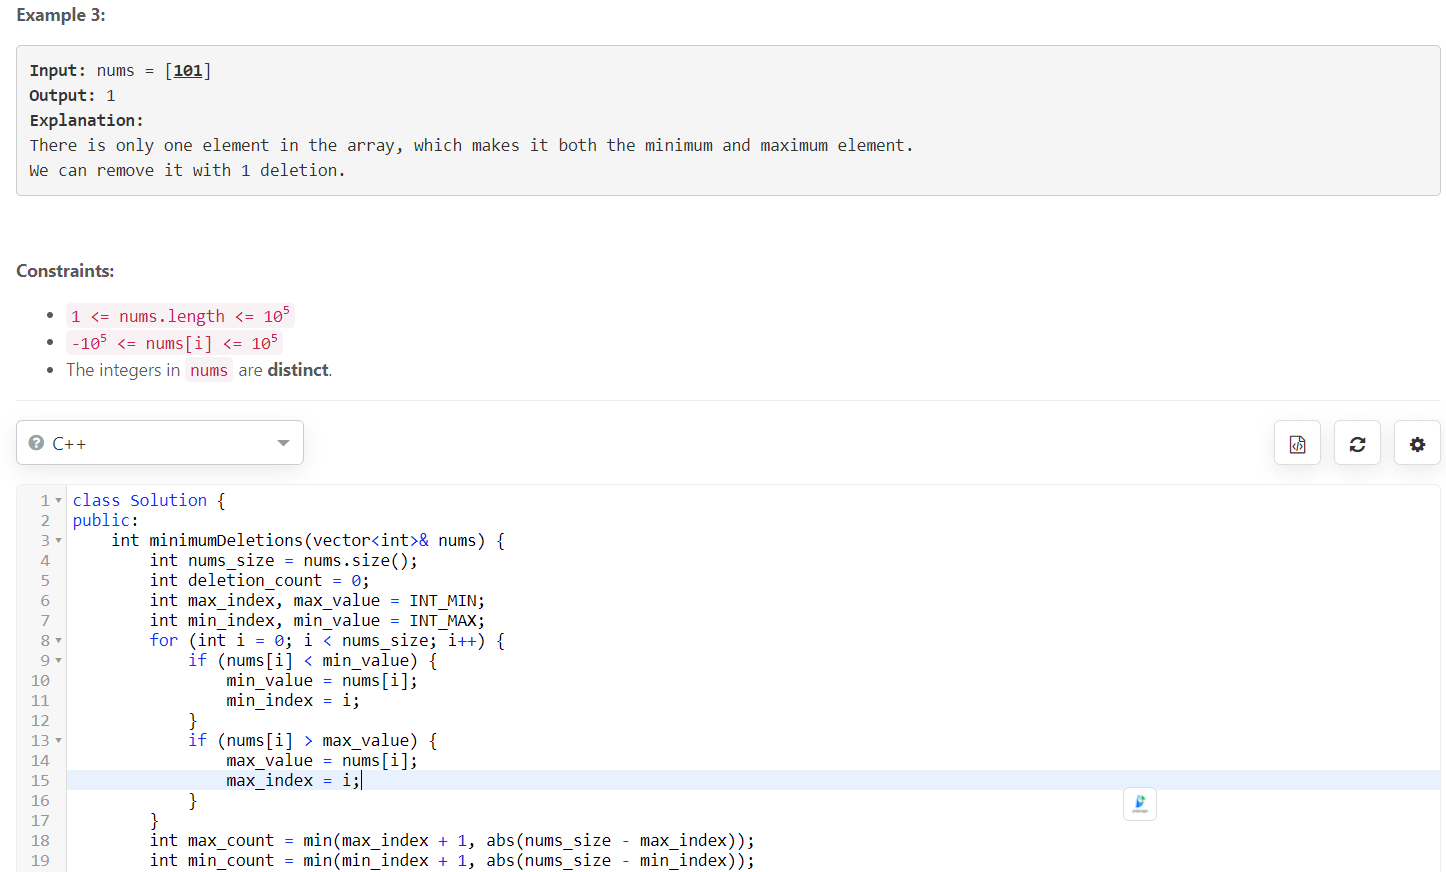 Example 3:
Input: nums = [101]
Output: 1
Explanation:
There is only one element in the array, which makes it both the minimum and maximum element.
We can remove it with 1 deletion.
Constraints:
1 <= nums.length <= 10⁵
-10⁵ <= nums[i] <= 10⁵
The integers in nums are distinct.
C++
1 class Solution {
2 public:
3     int minimumDeletions(vector<int>& nums) {
4         int nums_size = nums.size();
5         int deletion_count = 0;
6         int max_index, max_value = INT_MIN;
7         int min_index, min_value = INT_MAX;
8         for (int i = 0; i < nums_size; i++) {
9             if (nums[i] < min_value) {
10                 min_value = nums[i];
11                 min_index = i;
12             }
13             if (nums[i] > max_value) {
14                 max_value = nums[i];
15                 max_index = i;
16             }
17         }
18         int max_count = min(max_index + 1, abs(nums_size - max_index));
19         int min_count = min(min_index + 1, abs(nums_size - min_index));